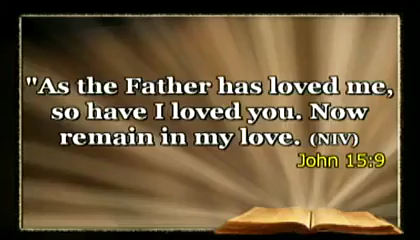 "As the Father has loved me,
so have I loved you. Now
remain in my love. (NIV)
John 15:9